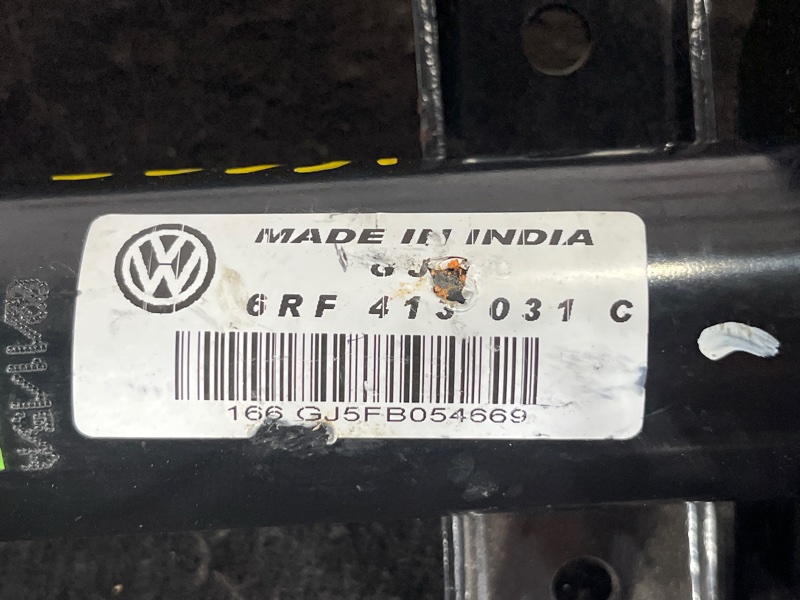 MADE IN INDIA
6RF 413 031 C
166 GJ5FB054669